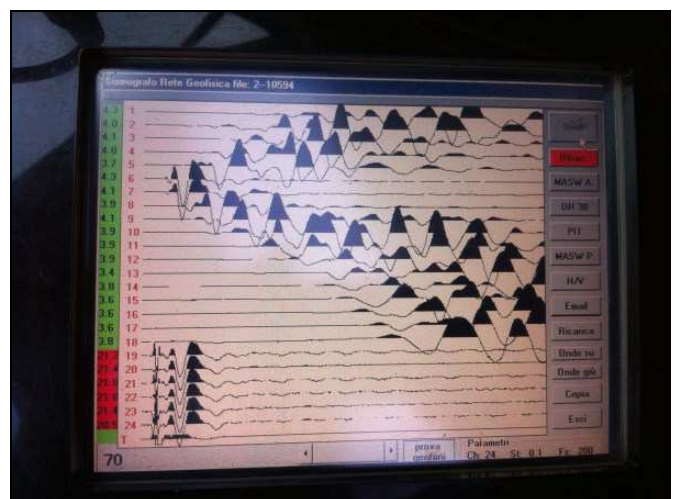 Sismografo Rete Geofisica file: 2-10594
4.3 1
4.0 2
4.1 3
4.0 4
3.7 5
4.3 6
4.1 7
3.9 8
4.1 9
3.9 10
3.9 11
3.9 12
3.4 13
3.8 14
3.6 15
3.6 16
3.6 17
3.8 18
19
20
21
22
23
24
T
70
MASW A.
DH 3D
PIT
MASW P.
H/V
Email
Ricarica
Onde su
Onde giù
Copia
Esci
prova geofoni
Parametri
Ch: 24 St: 0.1 Fc: 200